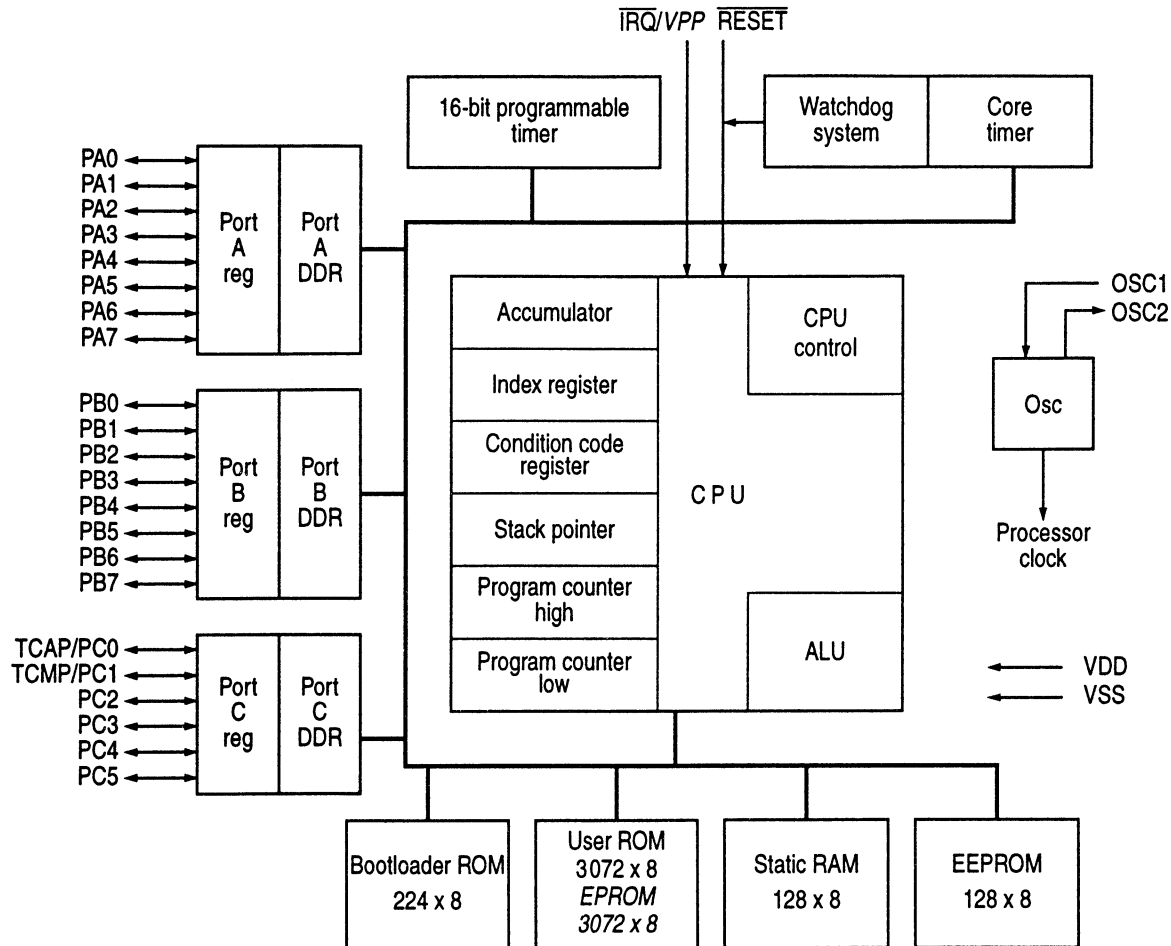 IRQ/VPP RESET
16-bit programmable
timer
Watchdog
system
Core
timer
PA0
PA1
PA2
PA3
PA4
PA5
PA6
PA7
Port
A
reg
Port
A
DDR
Accumulator
Index register
Condition code
register
Stack pointer
Program counter
high
Program counter
low
CPU
CPU
control
ALU
OSC1
OSC2
Osc
Processor
clock
VDD
VSS
PB0
PB1
PB2
PB3
PB4
PB5
PB6
PB7
Port
B
reg
Port
B
DDR
TCAP/PC0
TCMP/PC1
PC2
PC3
PC4
PC5
Port
C
reg
Port
C
DDR
Bootloader ROM
224 x 8
User ROM
3072 x 8
EPROM
3072 x 8
Static RAM
128 x 8
EEPROM
128 x 8